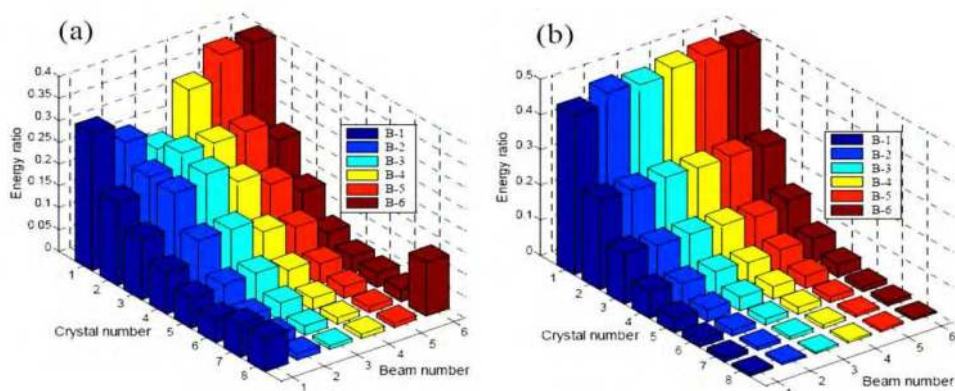 (a)
0.4
0.35
0.3
0.25
0.2
0.15
0.1
0.05
0
Energy ratio
B-1
B-2
B-3
B-4
B-5
B-6
1
2
3
4
5
6
7
8
Crystal number
1
2
3
4
5
6
Beam number
(b)
0.5
0.4
0.3
0.2
0.1
0
Energy ratio
B-1
B-2
B-3
B-4
B-5
B-6
1
2
3
4
5
6
7
8
Crystal number
1
2
3
4
5
6
Beam number